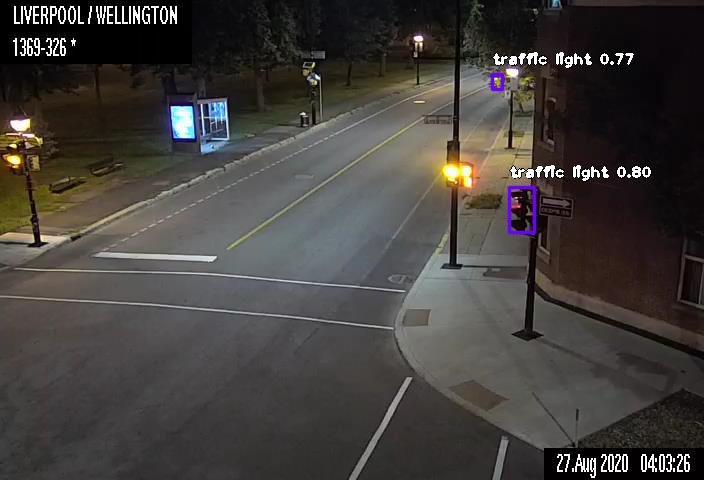 LIVERPOOL / WELLINGTON
1369-326 *
traffic light 0.77
traffic light 0.80
27.Aug 2020 04:03:26